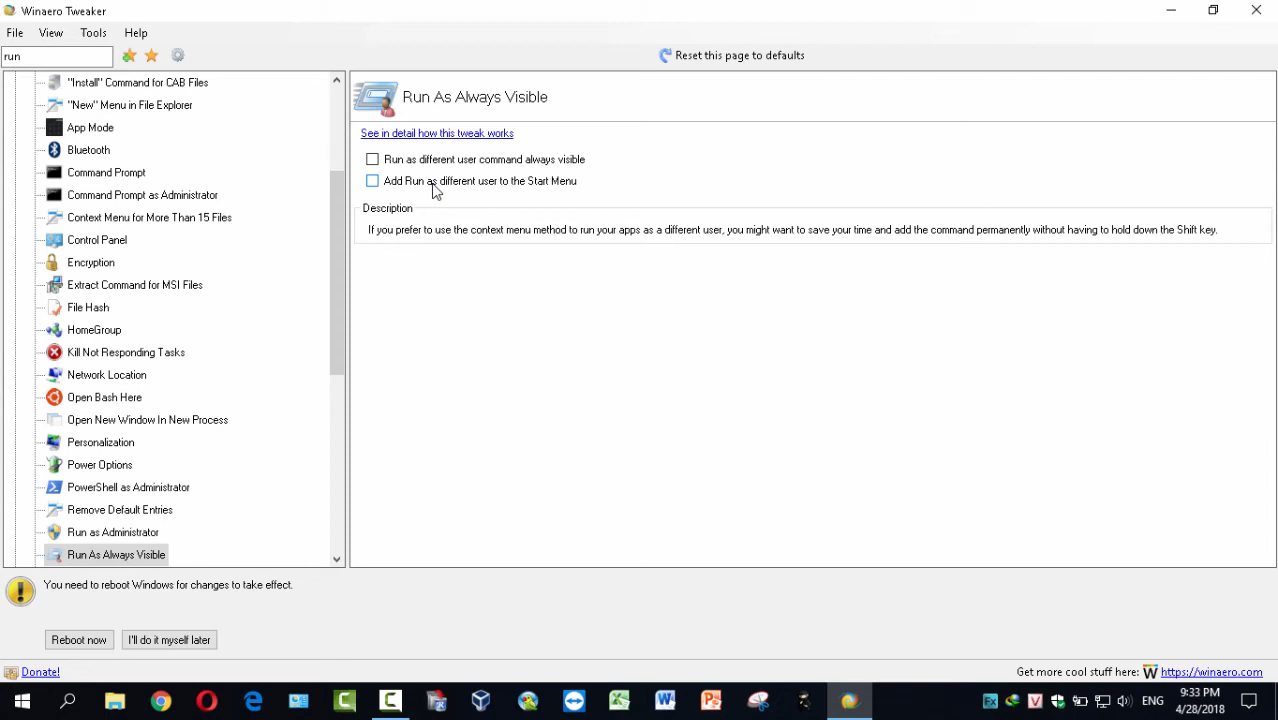 Winaero Tweaker
File View Tools Help
run
Reset this page to defaults
"Install" Command for CAB Files
"New" Menu in File Explorer
App Mode
Bluetooth
Command Prompt
Command Prompt as Administrator
Context Menu for More Than 15 Files
Control Panel
Encryption
Extract Command for MSI Files
File Hash
HomeGroup
Kill Not Responding Tasks
Network Location
Open Bash Here
Open New Window In New Process
Personalization
Power Options
PowerShell as Administrator
Remove Default Entries
Run as Administrator
Run As Always Visible
Run As Always Visible
See in detail how this tweak works
Run as different user command always visible
Add Run as different user to the Start Menu
Description
If you prefer to use the context menu method to run your apps as a different user, you might want to save your time and add the command permanently without having to hold down the Shift key.
You need to reboot Windows for changes to take effect.
Reboot now I'll do it myself later
Donate!
Get more cool stuff here: W https://winaero.com
ENG
9:33 PM
4/28/2018